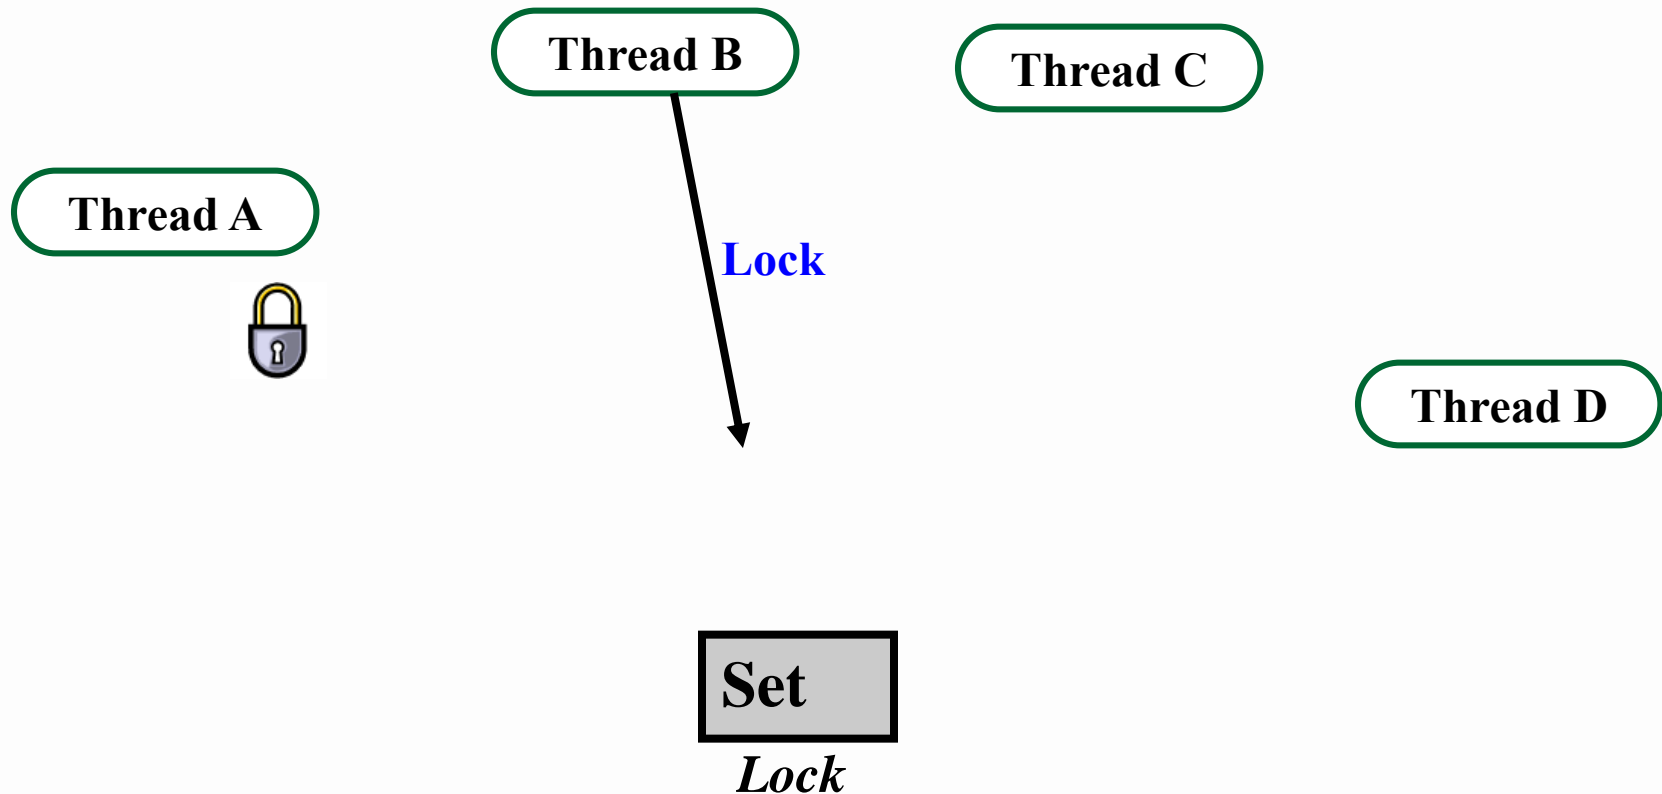 Thread B
Thread C
Thread A
Lock
Thread D
Set
Lock